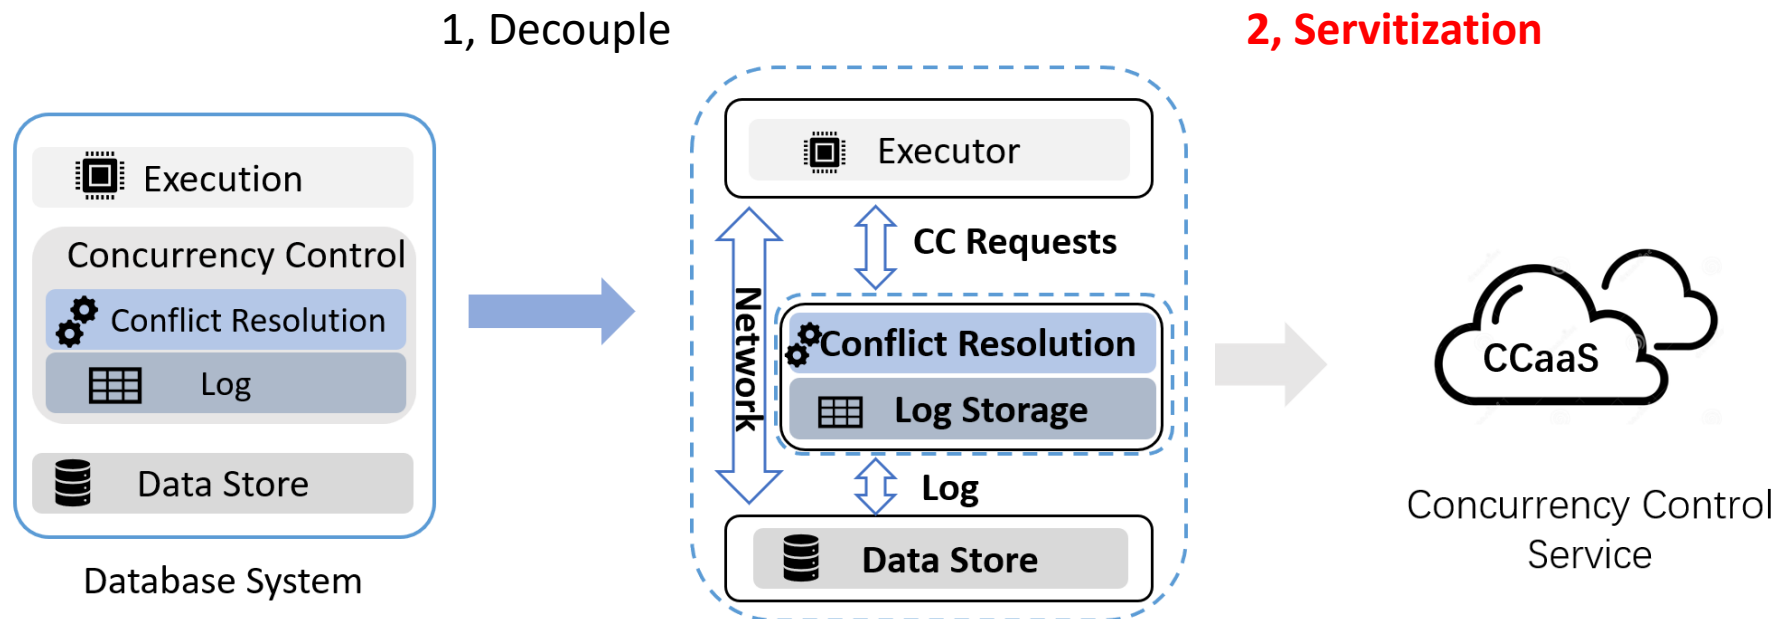 1, Decouple
2, Servitization
Execution
Concurrency Control
Conflict Resolution
Log
Data Store
Database System
Executor
CC Requests
Network
Conflict Resolution
Log Storage
Log
Data Store
CCaaS
Concurrency Control
Service